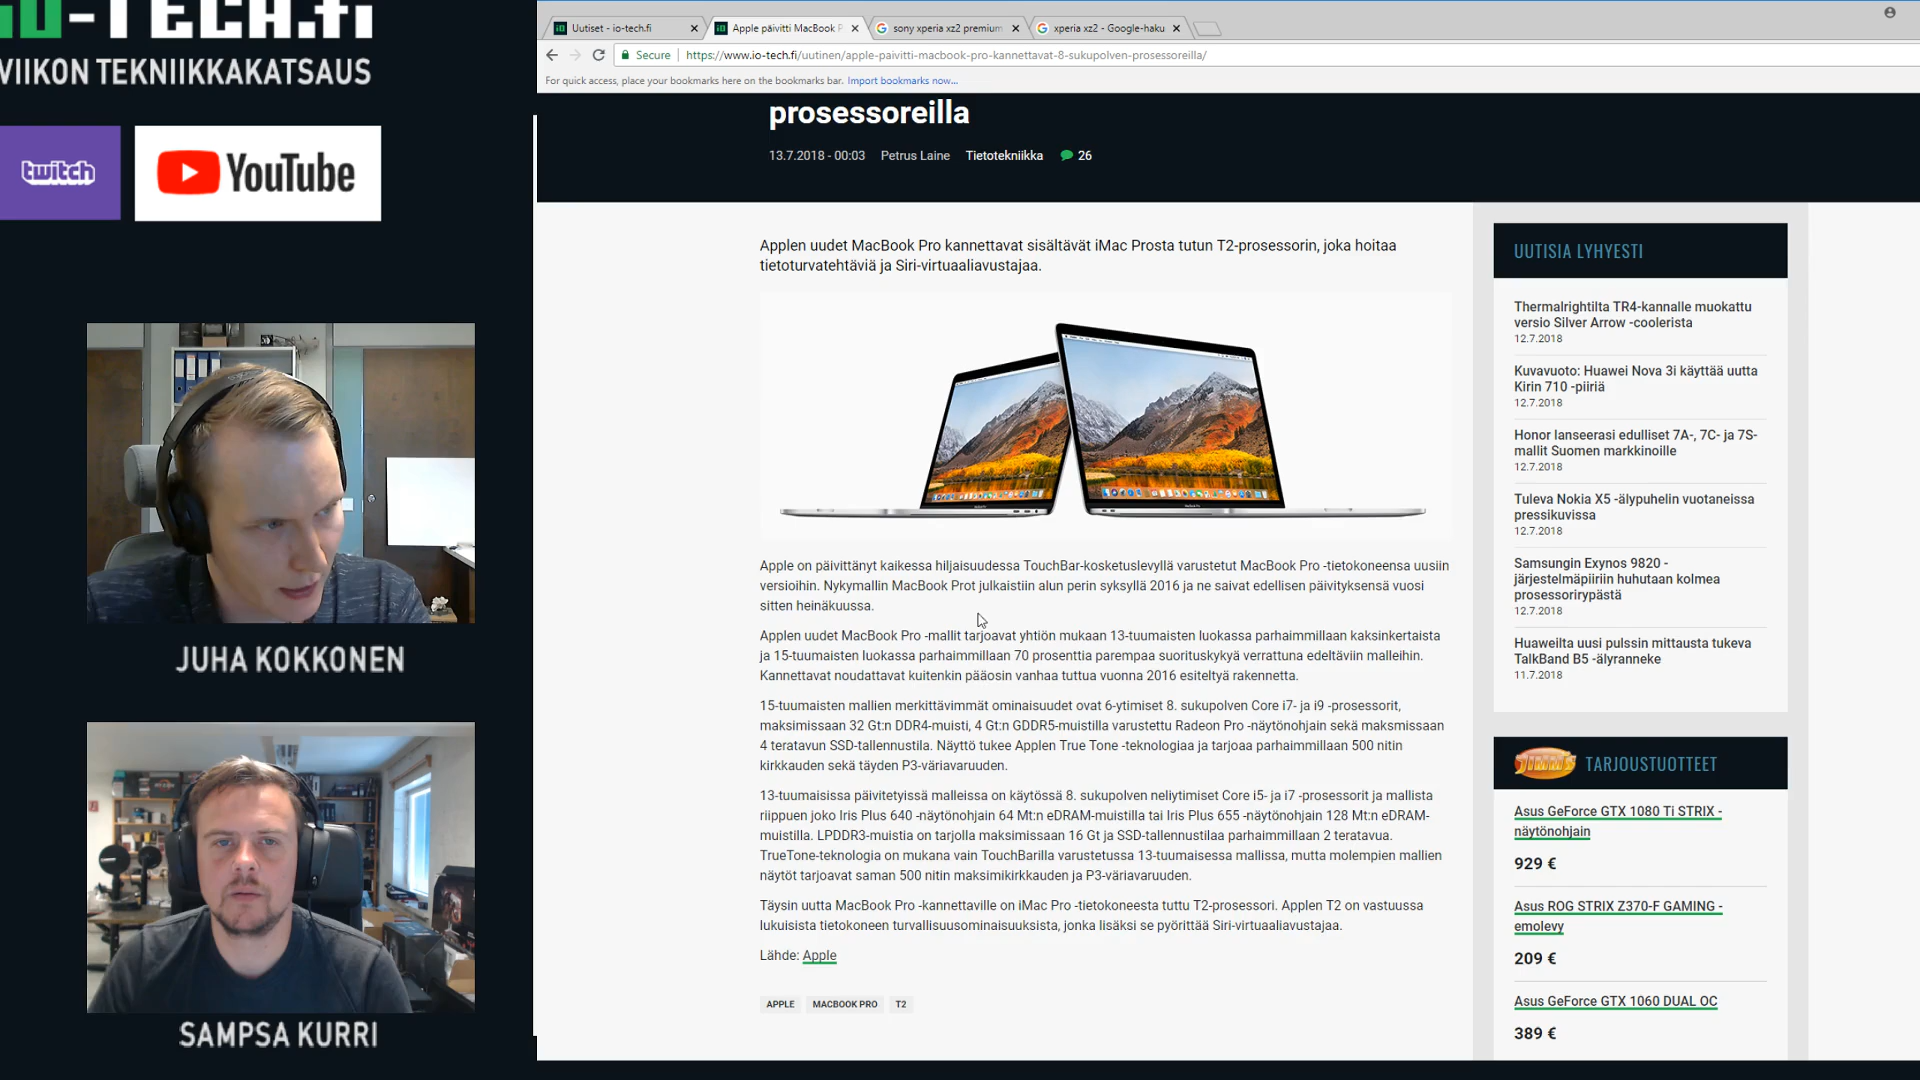 iO-TECH.fi
VIIKON TEKNIIKKAKATSAUS
twitch
YouTube
JUHA KOKKONEN
SAMPSA KURRI
Uutiset - io-tech.fi
Apple päivitti MacBook P
sony xperia xz2 premium
xperia xz2 - Google-haku
Secure
https://www.io-tech.fi/uutinen/apple-paivitti-macbook-pro-kannettavat-8-sukupolven-prosessoreilla/
For quick access, place your bookmarks here on the bookmarks bar. Import bookmarks now...
prosessoreilla
13.7.2018 - 00:03 Petrus Laine Tietotekniikka 26
Applen uudet MacBook Pro kannettavat sisältävät iMac Prosta tutun T2-prosessorin, joka hoitaa
tietoturvatehtäviä ja Siri-virtuaaliavustajaa.
Apple on päivittänyt kaikessa hiljaisuudessa TouchBar-kosketuslevyllä varustetut MacBook Pro -tietokoneensa uusiin
versioihin. Nykymallin MacBook Prot julkaistiin alun perin syksyllä 2016 ja ne saivat edellisen päivityksensä vuosi
sitten heinäkuussa.
Applen uudet MacBook Pro -mallit tarjoavat yhtiön mukaan 13-tuumaisten luokassa parhaimmillaan kaksinkertaista
ja 15-tuumaisten luokassa parhaimmillaan 70 prosenttia parempaa suorituskykyä verrattuna edeltäviin malleihin.
Kannettavat noudattavat kuitenkin pääosin vanhaa tuttua vuonna 2016 esiteltyä rakennetta.
15-tuumaisten mallien merkittävimmät ominaisuudet ovat 6-ytimiset 8. sukupolven Core i7- ja i9 -prosessorit,
maksimissaan 32 Gt:n DDR4-muisti, 4 Gt:n GDDR5-muistilla varustettu Radeon Pro -näytönohjain sekä maksmissaan
4 teratavun SSD-tallennustila. Näyttö tukee Applen True Tone -teknologiaa ja tarjoaa parhaimmillaan 500 nitin
kirkkauden sekä täyden P3-väriavaruuden.
13-tuumaisissa päivitetyissä malleissa on käytössä 8. sukupolven neliytimiset Core i5- ja i7 -prosessorit ja mallista
riippuen joko Iris Plus 640 -näytönohjain 64 Mt:n eDRAM-muistilla tai Iris Plus 655 -näytönohjain 128 Mt:n eDRAM-
muistilla. LPDDR3-muistia on tarjolla maksimissaan 16 Gt ja SSD-tallennustilaa parhaimmillaan 2 teratavua.
TrueTone-teknologia on mukana vain TouchBarilla varustetussa 13-tuumaisessa mallissa, mutta molempien mallien
näytöt tarjoavat saman 500 nitin maksimikirkkauden ja P3-väriavaruuden.
Täysin uutta MacBook Pro -kannettaville on iMac Pro -tietokoneesta tuttu T2-prosessori. Applen T2 on vastuussa
lukuisista tietokoneen turvallisuusominaisuuksista, jonka lisäksi se pyörittää Siri-virtuaaliavustajaa.
Lähde: Apple
APPLE MACBOOK PRO T2
UUTISIA LYHYESTI
Thermalrightilta TR4-kannalle muokattu
versio Silver Arrow -coolerista
12.7.2018
Kuvavuoto: Huawei Nova 3i käyttää uutta
Kirin 710 -piiriä
12.7.2018
Honor lanseerasi edulliset 7A-, 7C- ja 7S-
mallit Suomen markkinoille
12.7.2018
Tuleva Nokia X5 -älypuhelin vuotaneissa
pressikuvissa
12.7.2018
Samsungin Exynos 9820 -
järjestelmäpiiriin huhutaan kolmea
prosessorirypästä
12.7.2018
Huaweilta uusi pulssin mittausta tukeva
TalkBand B5 -älyranneke
11.7.2018
JIMMS TARJOUSTUOTTEET
Asus GeForce GTX 1080 Ti STRIX -
näytönohjain
929 €
Asus ROG STRIX Z370-F GAMING -
emolevy
209 €
Asus GeForce GTX 1060 DUAL OC
389 €